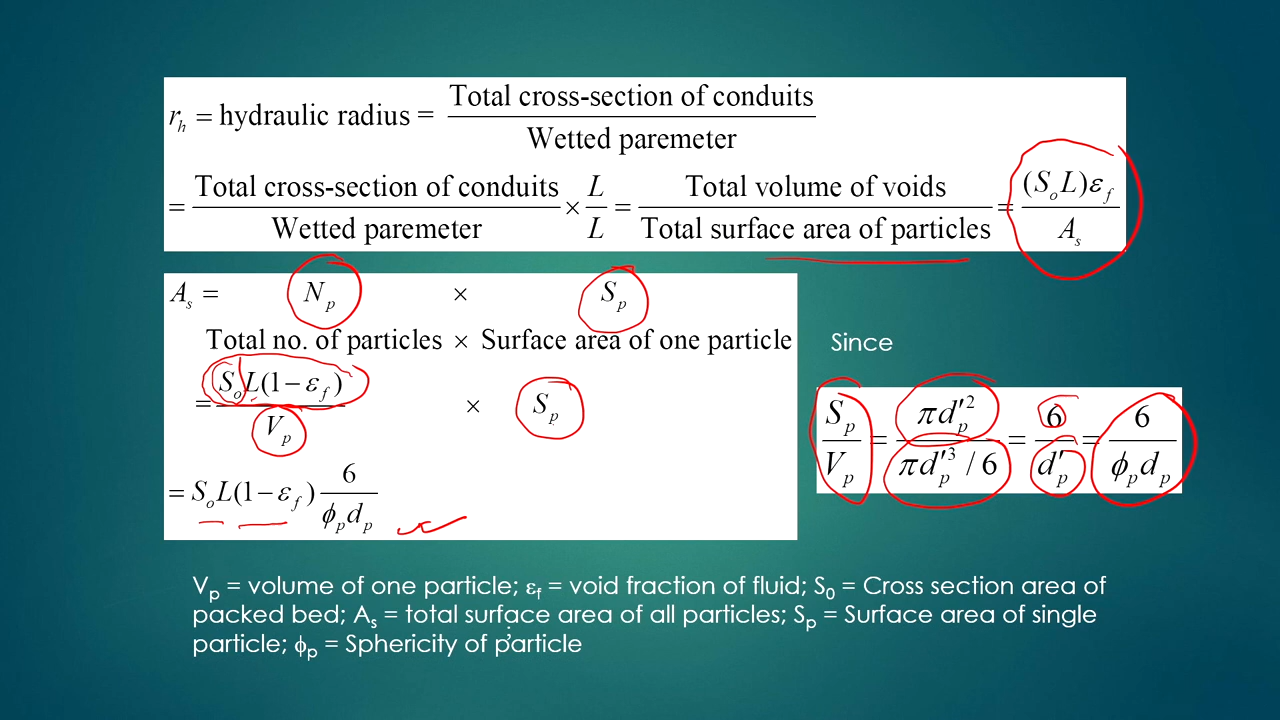 r_h = hydraulic radius = Total cross-section of conduits / Wetted paremeter
= Total cross-section of conduits / Wetted paremeter × L / L = Total volume of voids / Total surface area of particles = (S_o L)ε_f / A_s
A_s = N_p × S_p
Total no. of particles × Surface area of one particle
= S_o L(1 − ε_f) / V_p × S_p
= S_o L(1 − ε_f) 6 / ϕ_p d_p
Since
S_p / V_p = πd′_p^2 / πd′_p^3 / 6 = 6 / d′_p = 6 / ϕ_p d_p
V_p = volume of one particle; ε_f = void fraction of fluid; S_0 = Cross section area of
packed bed; A_s = total surface area of all particles; S_p = Surface area of single
particle; ϕ_p = Sphericity of particle